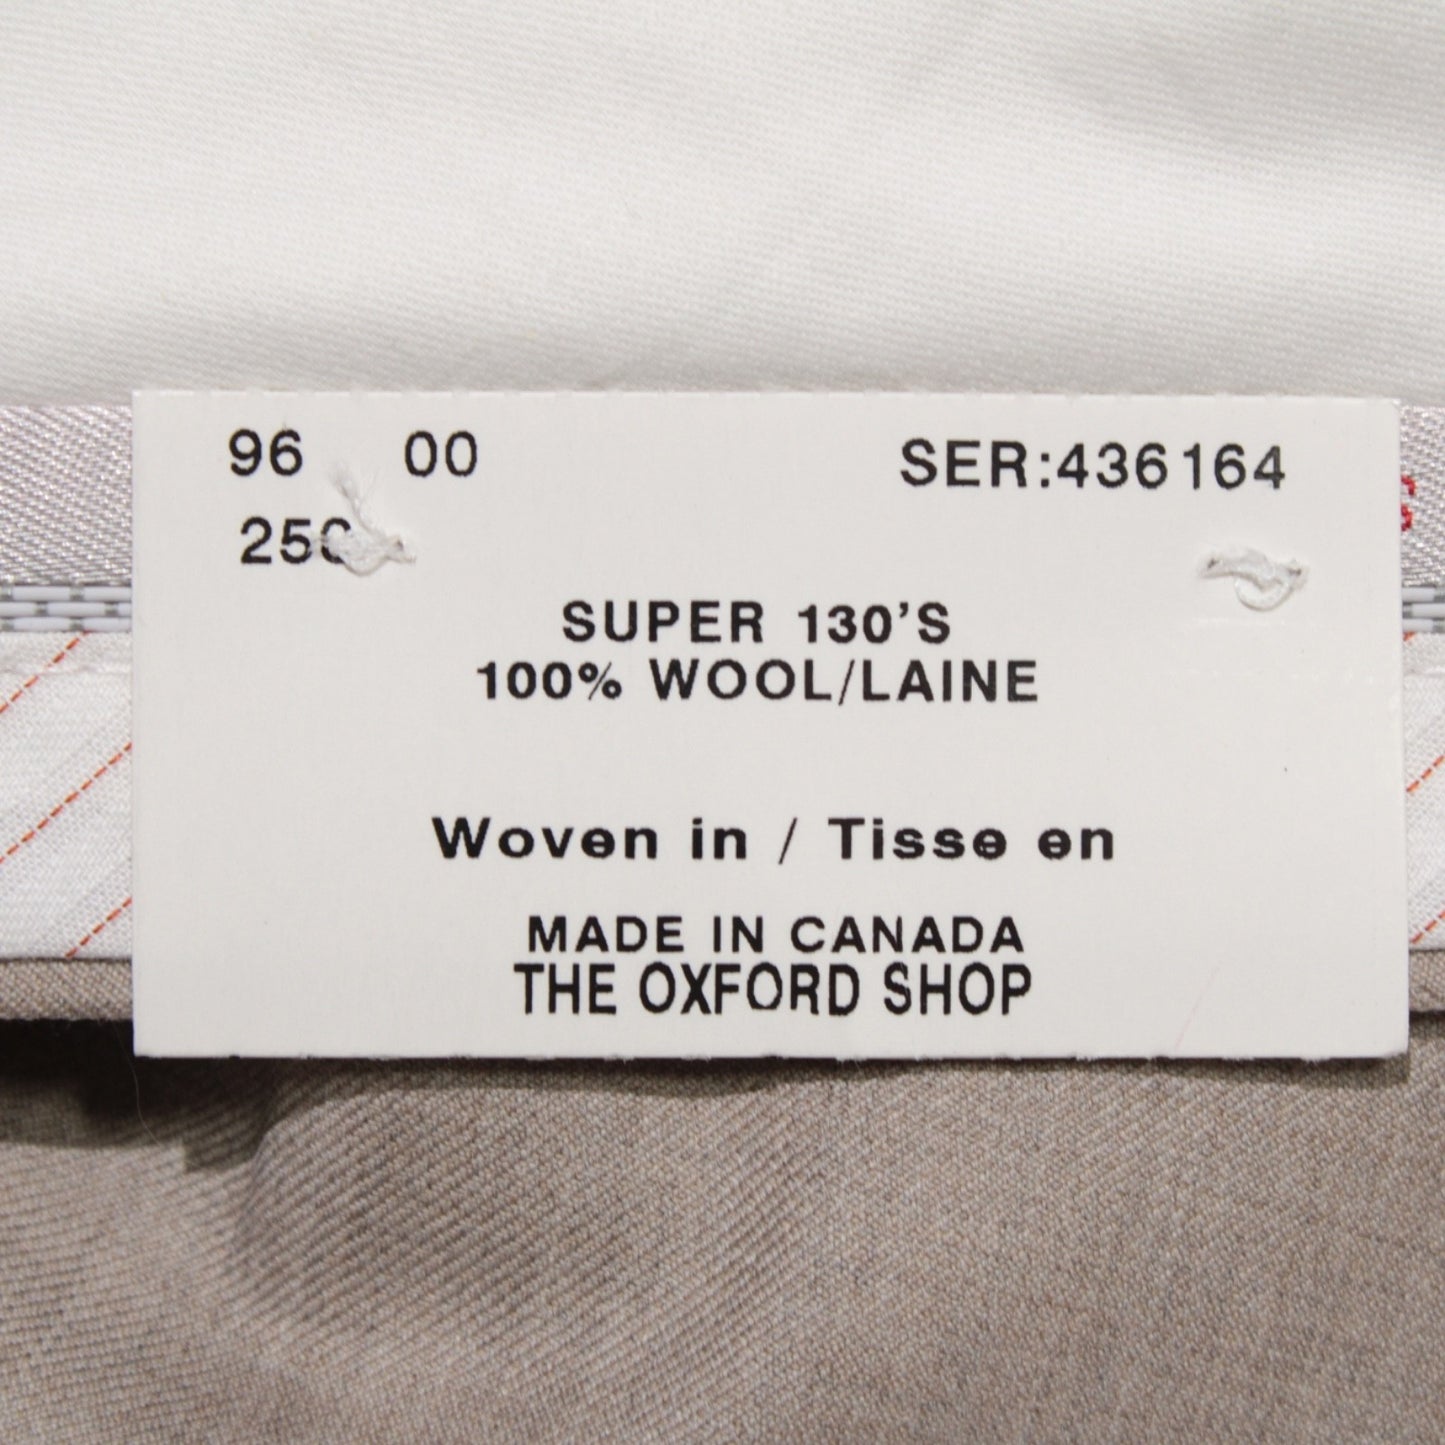 96 00 SER:436164
SUPER 130'S
100% WOOL/LAINE
Woven in / Tisse en
MADE IN CANADA
THE OXFORD SHOP